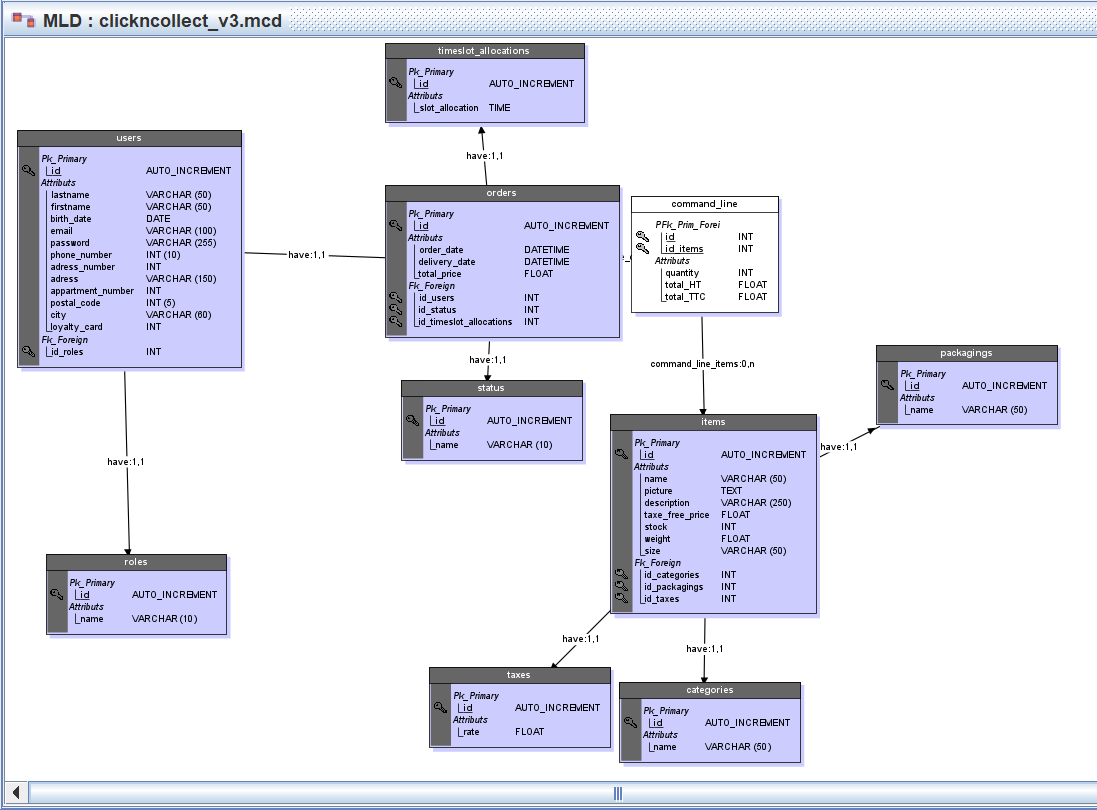 MLD : clickncollect_v3.mcd
timeslot_allocations
Pk_Primary
id AUTO_INCREMENT
Attributs
slot_allocation TIME
have:1,1
users
Pk_Primary
id AUTO_INCREMENT
Attributs
lastname VARCHAR (50)
firstname VARCHAR (50)
birth_date DATE
email VARCHAR (100)
password VARCHAR (255)
phone_number INT (10)
adress_number INT
adress VARCHAR (150)
appartment_number INT
postal_code INT (5)
city VARCHAR (60)
loyalty_card INT
Fk_Foreign
id_roles INT
have:1,1
orders
Pk_Primary
id AUTO_INCREMENT
Attributs
order_date DATETIME
delivery_date DATETIME
total_price FLOAT
Fk_Foreign
id_users INT
id_status INT
id_timeslot_allocations INT
command_line
PFk_Prim_Forei
id INT
id_items INT
Attributs
quantity INT
total_HT FLOAT
total_TTC FLOAT
have:1,1
command_line_items:0,n
status
Pk_Primary
id AUTO_INCREMENT
Attributs
name VARCHAR (10)
packagings
Pk_Primary
id AUTO_INCREMENT
Attributs
name VARCHAR (50)
have:1,1
items
Pk_Primary
id AUTO_INCREMENT
Attributs
name VARCHAR (50)
picture TEXT
description VARCHAR (250)
taxe_free_price FLOAT
stock INT
weight FLOAT
size VARCHAR (50)
Fk_Foreign
id_categories INT
id_packagings INT
id_taxes INT
have:1,1
roles
Pk_Primary
id AUTO_INCREMENT
Attributs
name VARCHAR (10)
have:1,1
have:1,1
taxes
Pk_Primary
id AUTO_INCREMENT
Attributs
rate FLOAT
categories
Pk_Primary
id AUTO_INCREMENT
Attributs
name VARCHAR (50)